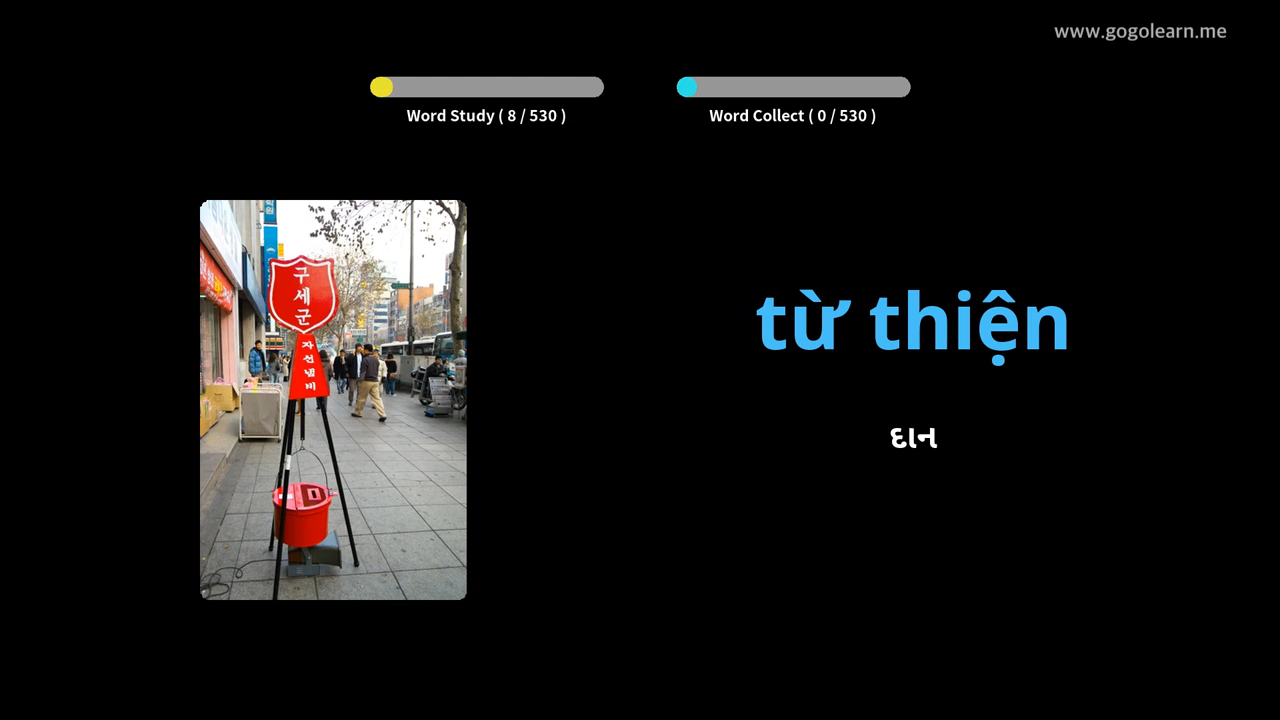 www.gogolearn.me
Word Study ( 8 / 530 )
Word Collect ( 0 / 530 )
구세군
자선냄비
từ thiện
દાન